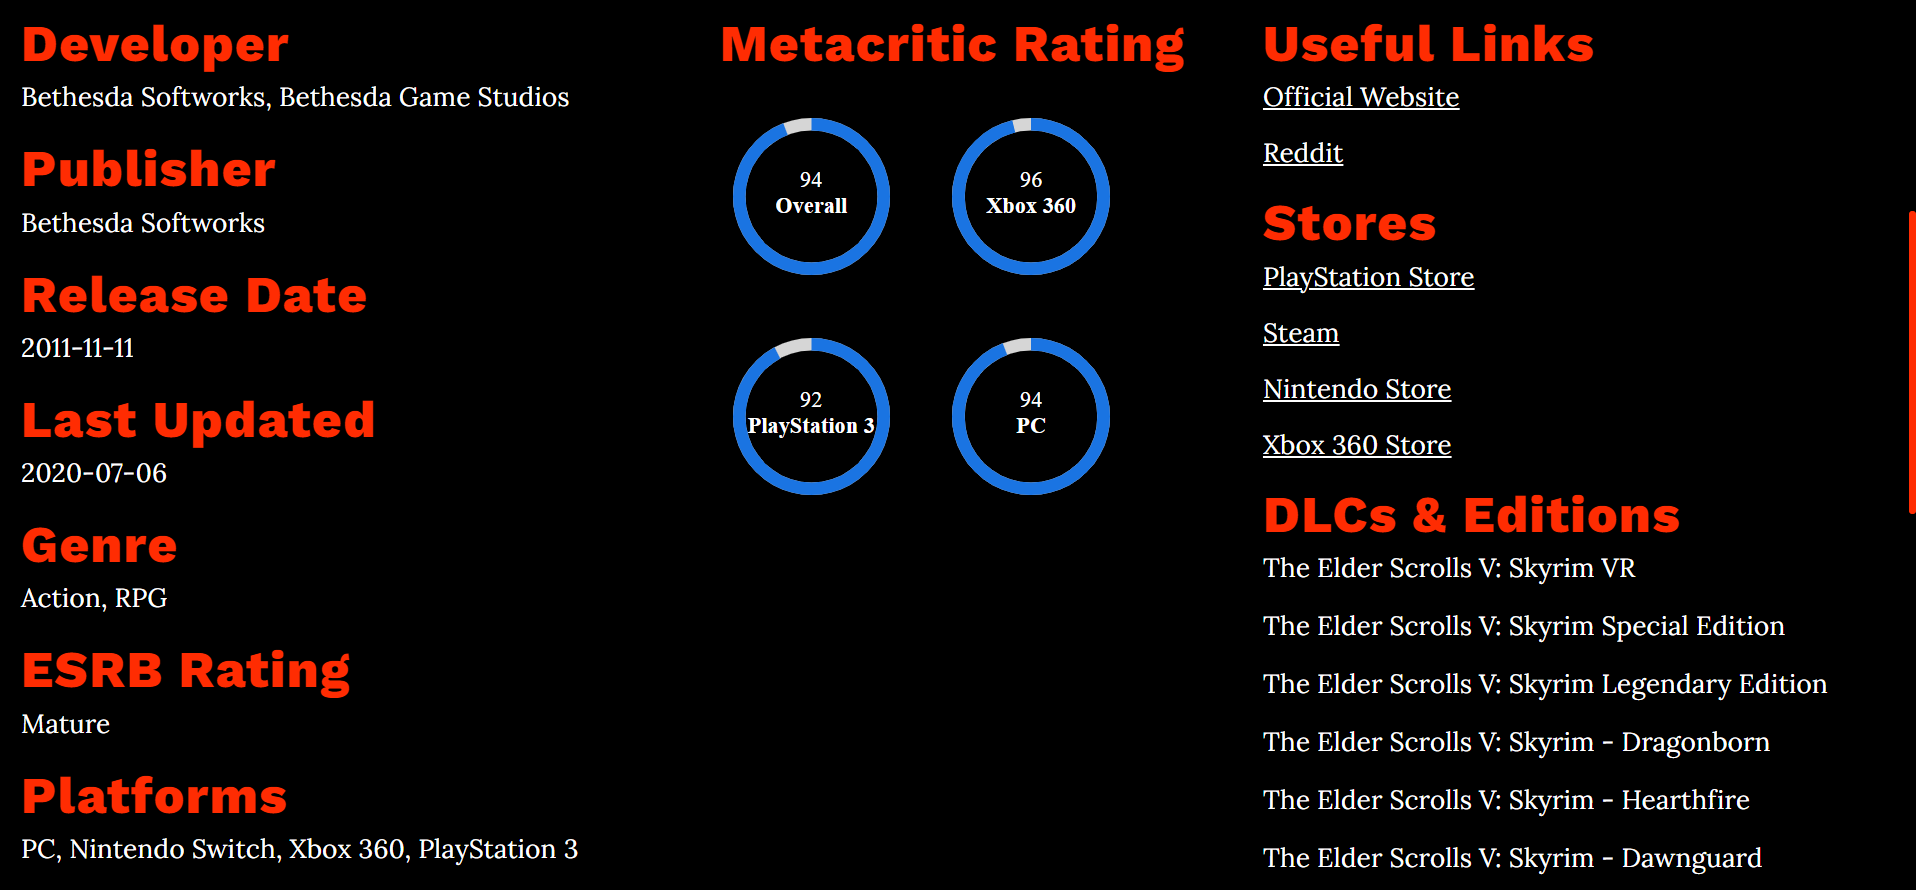 Developer
Bethesda Softworks, Bethesda Game Studios
Publisher
Bethesda Softworks
Release Date
2011-11-11
Last Updated
2020-07-06
Genre
Action, RPG
ESRB Rating
Mature
Platforms
PC, Nintendo Switch, Xbox 360, PlayStation 3
Metacritic Rating
94
Overall
96
Xbox 360
92
PlayStation 3
94
PC
Useful Links
Official Website
Reddit
Stores
PlayStation Store
Steam
Nintendo Store
Xbox 360 Store
DLCs & Editions
The Elder Scrolls V: Skyrim VR
The Elder Scrolls V: Skyrim Special Edition
The Elder Scrolls V: Skyrim Legendary Edition
The Elder Scrolls V: Skyrim - Dragonborn
The Elder Scrolls V: Skyrim - Hearthfire
The Elder Scrolls V: Skyrim - Dawnguard